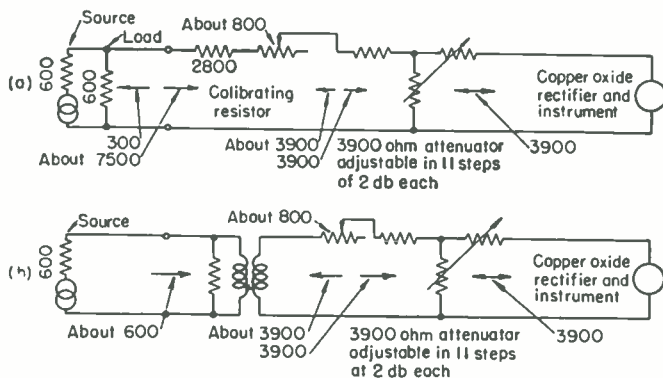 Source
About 800
Load
(a)
600
600
2800
Colibrating
resistor
Copper oxide
rectifier and
instrument
300
About 7500
About 3900
3900
3900 ohm attenuator
adjustable in 11 steps
of 2 db each
3900
Source
About 800
(b)
600
Copper oxide
rectifier and
instrument
About 600
About 3900
3900
3900 ohm attenuator
adjustable in 11 steps
at 2 db each
3900